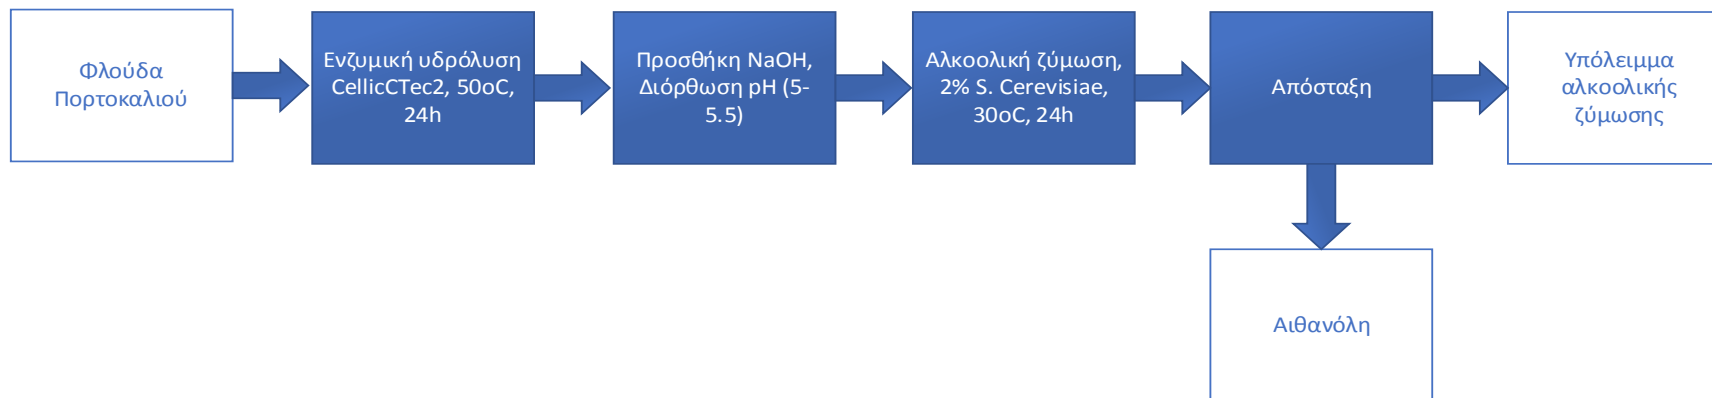 Φλούδα
Πορτοκαλιού
Ενζυμική υδρόλυση
CellicCTec2, 50oC,
24h
Προσθήκη NaOH,
Διόρθωση pH (5-
5.5)
Αλκοολική ζύμωση,
2% S. Cerevisiae,
30oC, 24h
Απόσταξη
Υπόλειμμα
αλκοολικής
ζύμωσης
Αιθανόλη